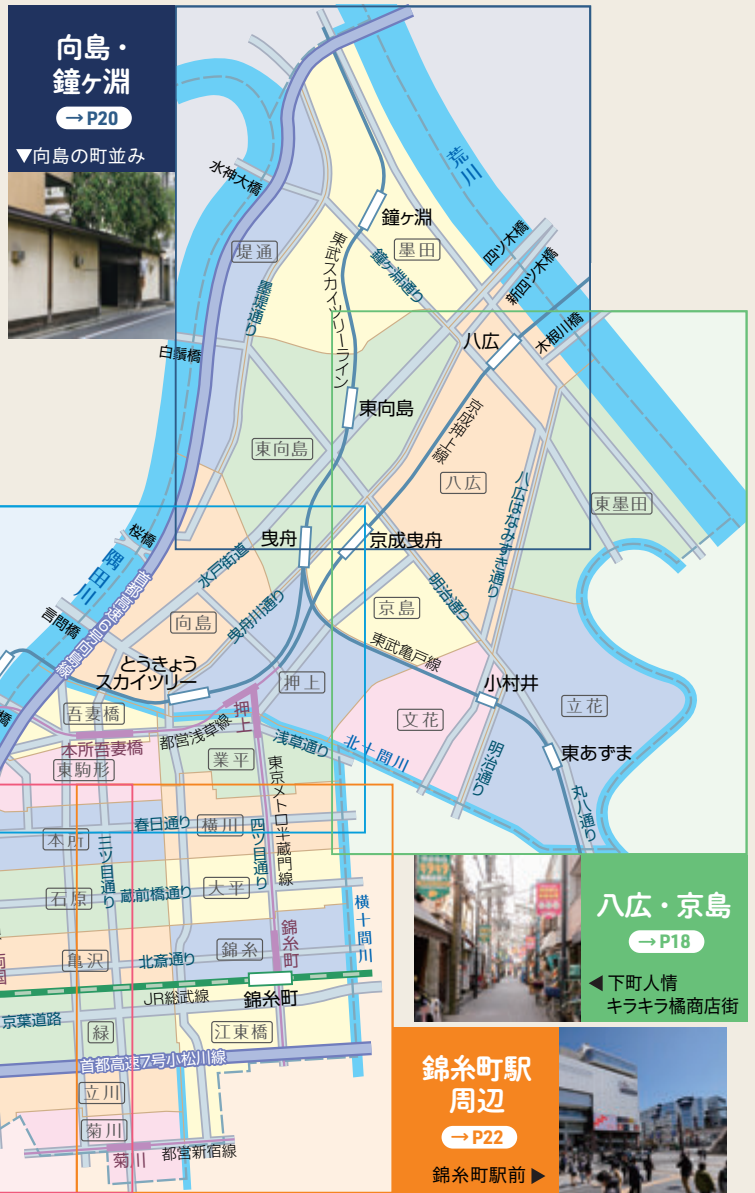 向島・
鐘ヶ淵
→P20
▼向島の町並み
水神大橋
荒川
鐘ヶ淵
墨田
四ツ木橋
新四ツ木橋
堤通
墨堤通り
東武スカイツリーライン
鐘ヶ淵通り
木根川橋
白鬚橋
八広
東向島
京成押上線
東向島
八広
八広はなみずき通り
東墨田
桜橋
曳舟
京成曳舟
隅田川
水戸街道
明治通り
首都高速6号向島線
言問橋
向島
曳舟川通り
京島
東武亀戸線
とうきょう
スカイツリー
押上
小村井
立花
文花
吾妻橋
押上
本所吾妻橋
都営浅草線
浅草通り
北十間川
東あずま
東駒形
業平
明治通り
丸八通り
東京メトロ半蔵門線
春日通り
横川
四ツ目通り
本所
三ツ目通り
石原
蔵前橋通り
大平
横十間川
亀沢
北斎通り
錦糸
錦糸町
JR総武線
錦糸町
京葉道路
緑
江東橋
首都高速7号小松川線
立川
菊川
菊川
都営新宿線
八広・京島
→P18
◀下町人情
キラキラ橘商店街
錦糸町駅
周辺
→P22
錦糸町駅前▶